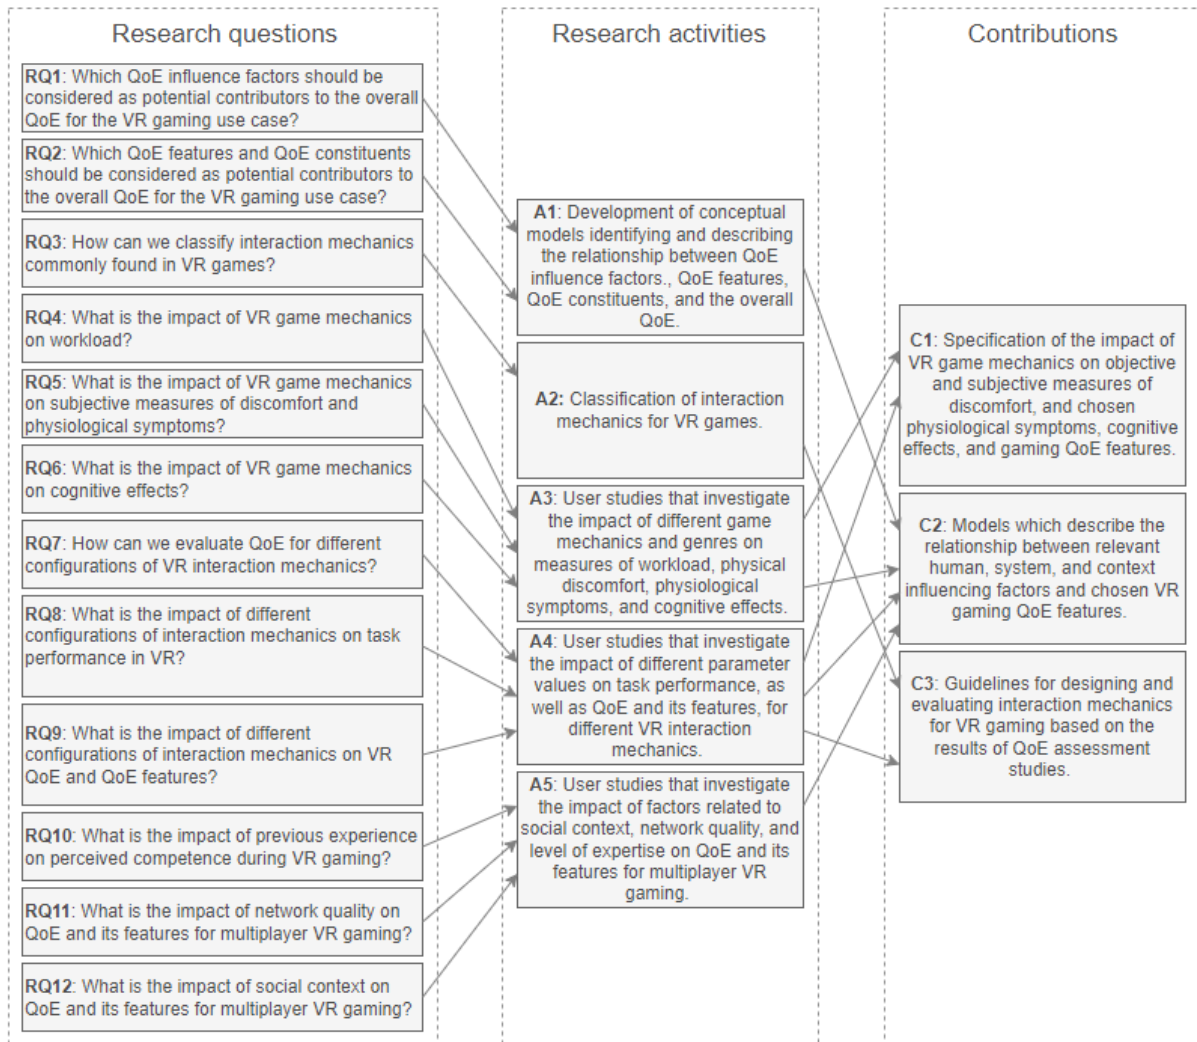 Research questions
RQ1: Which QoE influence factors should be
considered as potential contributors to the overall
QoE for the VR gaming use case?
RQ2: Which QoE features and QoE constituents
should be considered as potential contributors to
the overall QoE for the VR gaming use case?
RQ3: How can we classify interaction mechanics
commonly found in VR games?
RQ4: What is the impact of VR game mechanics
on workload?
RQ5: What is the impact of VR game mechanics
on subjective measures of discomfort and
physiological symptoms?
RQ6: What is the impact of VR game mechanics
on cognitive effects?
RQ7: How can we evaluate QoE for different
configurations of VR interaction mechanics?
RQ8: What is the impact of different
configurations of interaction mechanics on task
performance in VR?
RQ9: What is the impact of different
configurations of interaction mechanics on VR
QoE and QoE features?
RQ10: What is the impact of previous experience
on perceived competence during VR gaming?
RQ11: What is the impact of network quality on
QoE and its features for multiplayer VR gaming?
RQ12: What is the impact of social context on
QoE and its features for multiplayer VR gaming?
Research activities
A1: Development of conceptual
models identifying and describing
the relationship between QoE
influence factors., QoE features,
QoE constituents, and the overall
QoE.
A2: Classification of interaction
mechanics for VR games.
A3: User studies that investigate
the impact of different game
mechanics and genres on
measures of workload, physical
discomfort, physiological
symptoms, and cognitive effects.
A4: User studies that investigate
the impact of different parameter
values on task performance, as
well as QoE and its features, for
different VR interaction
mechanics.
A5: User studies that investigate
the impact of factors related to
social context, network quality, and
level of expertise on QoE and its
features for multiplayer VR
gaming.
Contributions
C1: Specification of the impact of
VR game mechanics on objective
and subjective measures of
discomfort, and chosen
physiological symptoms, cognitive
effects, and gaming QoE features.
C2: Models which describe the
relationship between relevant
human, system, and context
influencing factors and chosen VR
gaming QoE features.
C3: Guidelines for designing and
evaluating interaction mechanics
for VR gaming based on the
results of QoE assessment
studies.